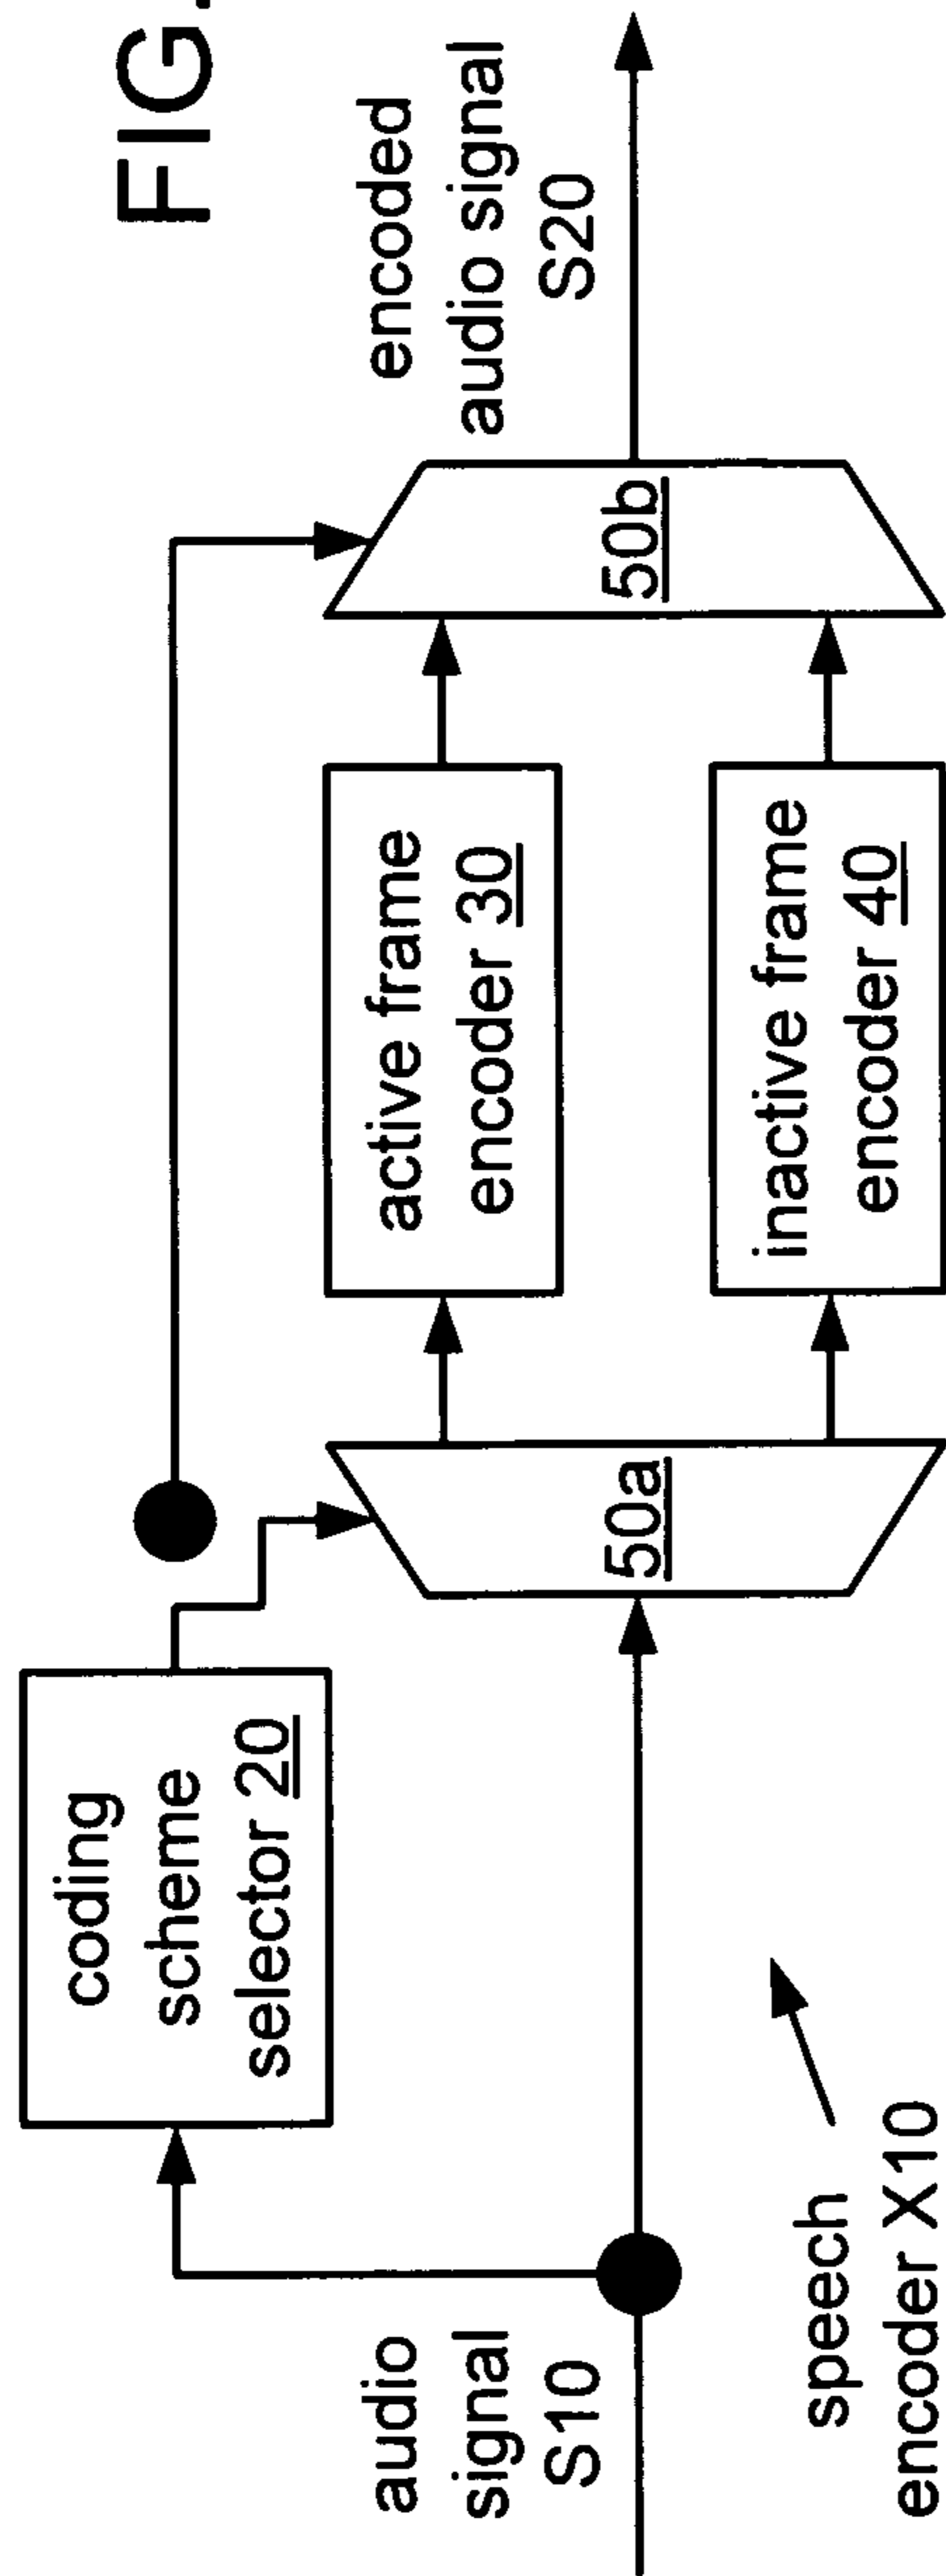 FIG.
coding
scheme
selector 20
audio
signal
S10
50a
active frame
encoder 30
inactive frame
encoder 40
50b
encoded
audio signal
S20
speech
encoder X10